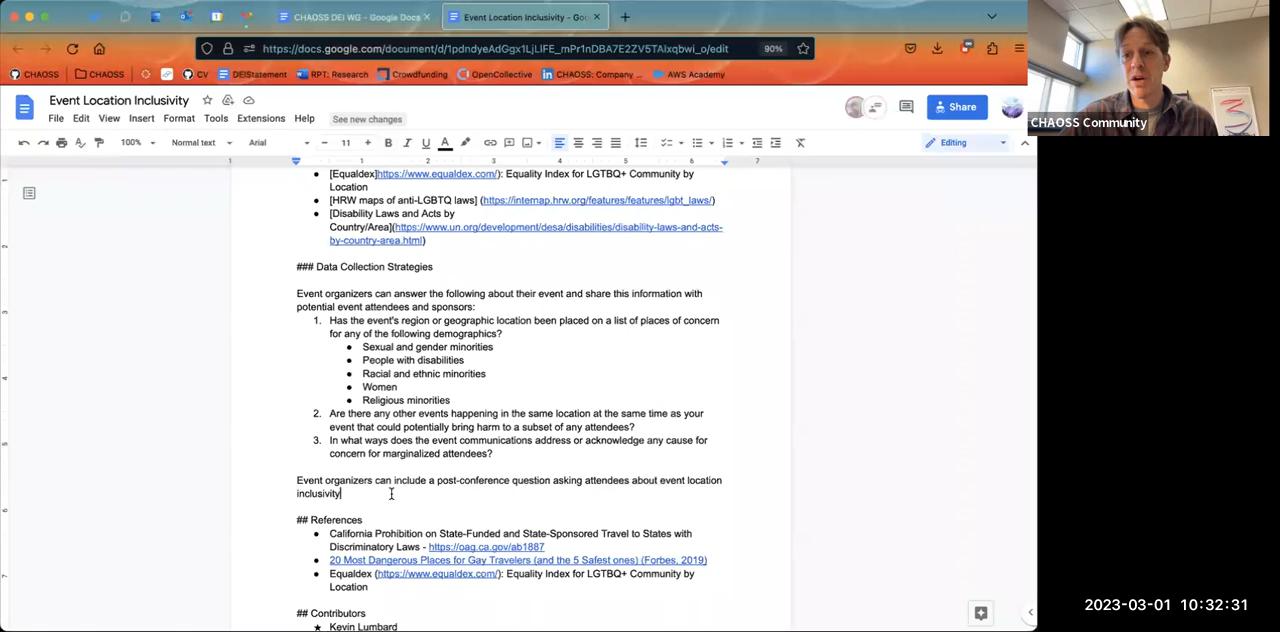 CHAOSS DEI WG - Google Docs
Event Location Inclusivity - Goo
https://docs.google.com/document/d/1pdndyeAdGgx1LjLlFE_mPr1nDBA7E2ZV5TAlxqbwi_o/edit
90%
CHAOSS
CHAOSS
CV
DEIStatement
RPT: Research
Crowdfunding
OpenCollective
CHAOSS: Company ...
AWS Academy
Event Location Inclusivity
File Edit View Insert Format Tools Extensions Help
See new changes
Share
100%
Normal text
Arial
11
Editing
CHAOSS Community
[Equaldex]https://www.equaldex.com/): Equality Index for LGTBQ+ Community by
Location
[HRW maps of anti-LGBTQ laws] (https://internap.hrw.org/features/features/lgbt_laws/)
[Disability Laws and Acts by
Country/Area](https://www.un.org/development/desa/disabilities/disability-laws-and-acts-
by-country-area.html)
### Data Collection Strategies
Event organizers can answer the following about their event and share this information with
potential event attendees and sponsors:
1. Has the event's region or geographic location been placed on a list of places of concern
for any of the following demographics?
Sexual and gender minorities
People with disabilities
Racial and ethnic minorities
Women
Religious minorities
2. Are there any other events happening in the same location at the same time as your
event that could potentially bring harm to a subset of any attendees?
3. In what ways does the event communications address or acknowledge any cause for
concern for marginalized attendees?
Event organizers can include a post-conference question asking attendees about event location
inclusivity
## References
California Prohibition on State-Funded and State-Sponsored Travel to States with
Discriminatory Laws - https://oag.ca.gov/ab1887
20 Most Dangerous Places for Gay Travelers (and the 5 Safest ones) (Forbes, 2019)
Equaldex (https://www.equaldex.com/): Equality Index for LGTBQ+ Community by
Location
## Contributors
Kevin Lumbard
2023-03-01 10:32:31